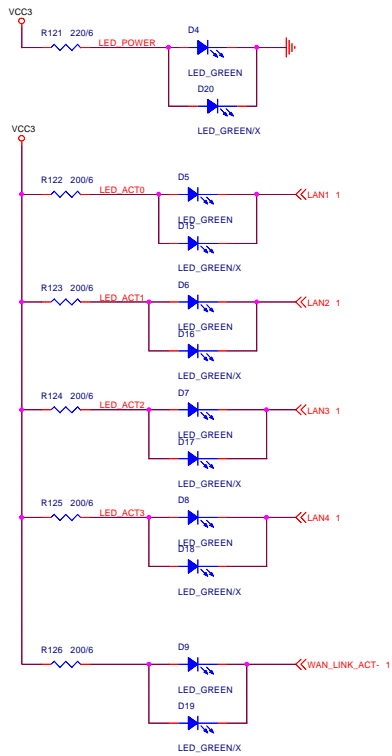 VCC3
R121 220/6
LED_POWER
D4
LED_GREEN
D20
LED_GREEN/X
VCC3
R122 200/6
LED_ACT0
D5
LAN1 1
LED_GREEN
D15
LED_GREEN/X
R123 200/6
LED_ACT1
D6
LAN2 1
LED_GREEN
D16
LED_GREEN/X
R124 200/6
LED_ACT2
D7
LAN3 1
LED_GREEN
D17
LED_GREEN/X
R125 200/6
LED_ACT3
D8
LAN4 1
LED_GREEN
D18
LED_GREEN/X
R126 200/6
D9
WAN_LINK_ACT- 1
LED_GREEN
D19
LED_GREEN/X